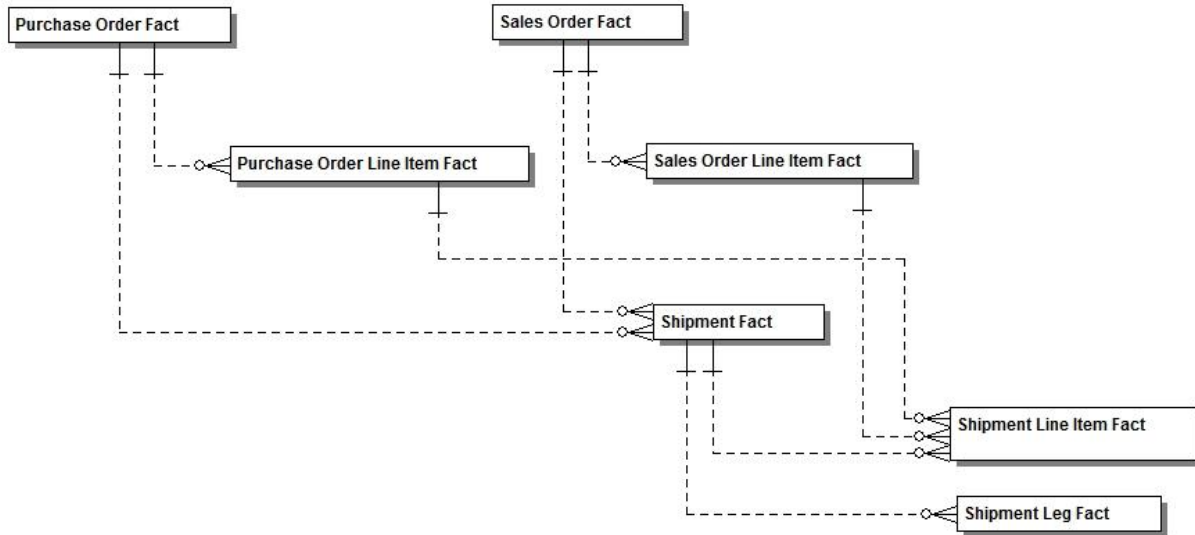 Purchase Order Fact
Sales Order Fact
Purchase Order Line Item Fact
Sales Order Line Item Fact
Shipment Fact
Shipment Line Item Fact
Shipment Leg Fact